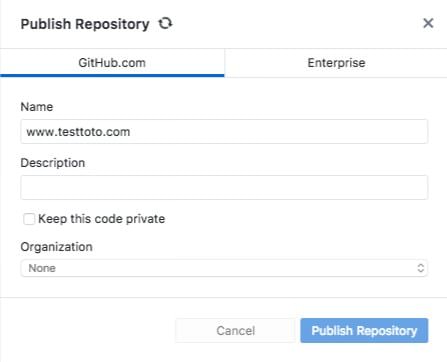 Publish Repository
GitHub.com
Enterprise
Name
www.testtoto.com
Description
Keep this code private
Organization
None
Cancel
Publish Repository